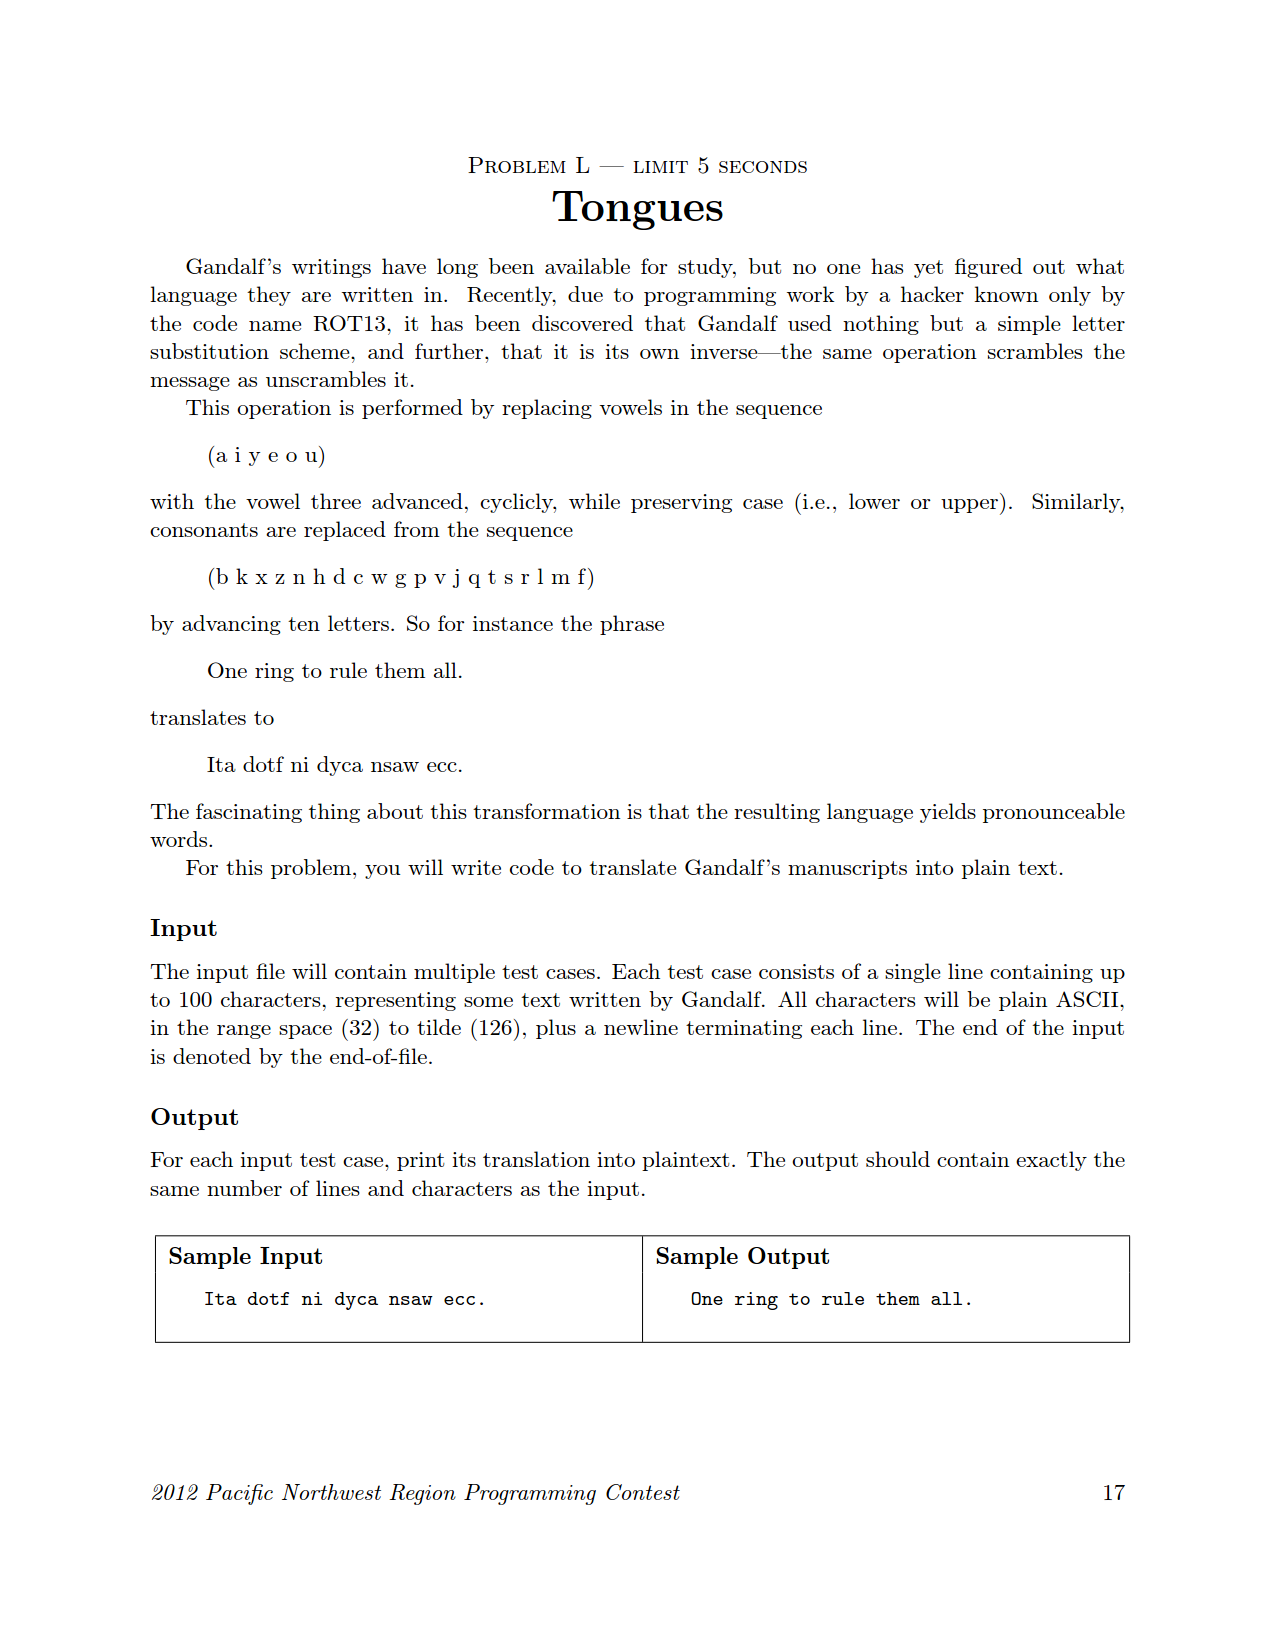 PROBLEM L — LIMIT 5 SECONDS
Tongues
Gandalf's writings have long been available for study, but no one has yet figured out what
language they are written in. Recently, due to programming work by a hacker known only by
the code name ROT13, it has been discovered that Gandalf used nothing but a simple letter
substitution scheme, and further, that it is its own inverse—the same operation scrambles the
message as unscrambles it.
This operation is performed by replacing vowels in the sequence
(a i y e o u)
with the vowel three advanced, cyclicly, while preserving case (i.e., lower or upper). Similarly,
consonants are replaced from the sequence
(b k x z n h d c w g p v j q t s r l m f)
by advancing ten letters. So for instance the phrase
One ring to rule them all.
translates to
Ita dotf ni dyca nsaw ecc.
The fascinating thing about this transformation is that the resulting language yields pronounceable
words.
For this problem, you will write code to translate Gandalf's manuscripts into plain text.
Input
The input file will contain multiple test cases. Each test case consists of a single line containing up
to 100 characters, representing some text written by Gandalf. All characters will be plain ASCII,
in the range space (32) to tilde (126), plus a newline terminating each line. The end of the input
is denoted by the end-of-file.
Output
For each input test case, print its translation into plaintext. The output should contain exactly the
same number of lines and characters as the input.
Sample Input
Ita dotf ni dyca nsaw ecc.
Sample Output
One ring to rule them all.
2012 Pacific Northwest Region Programming Contest
17